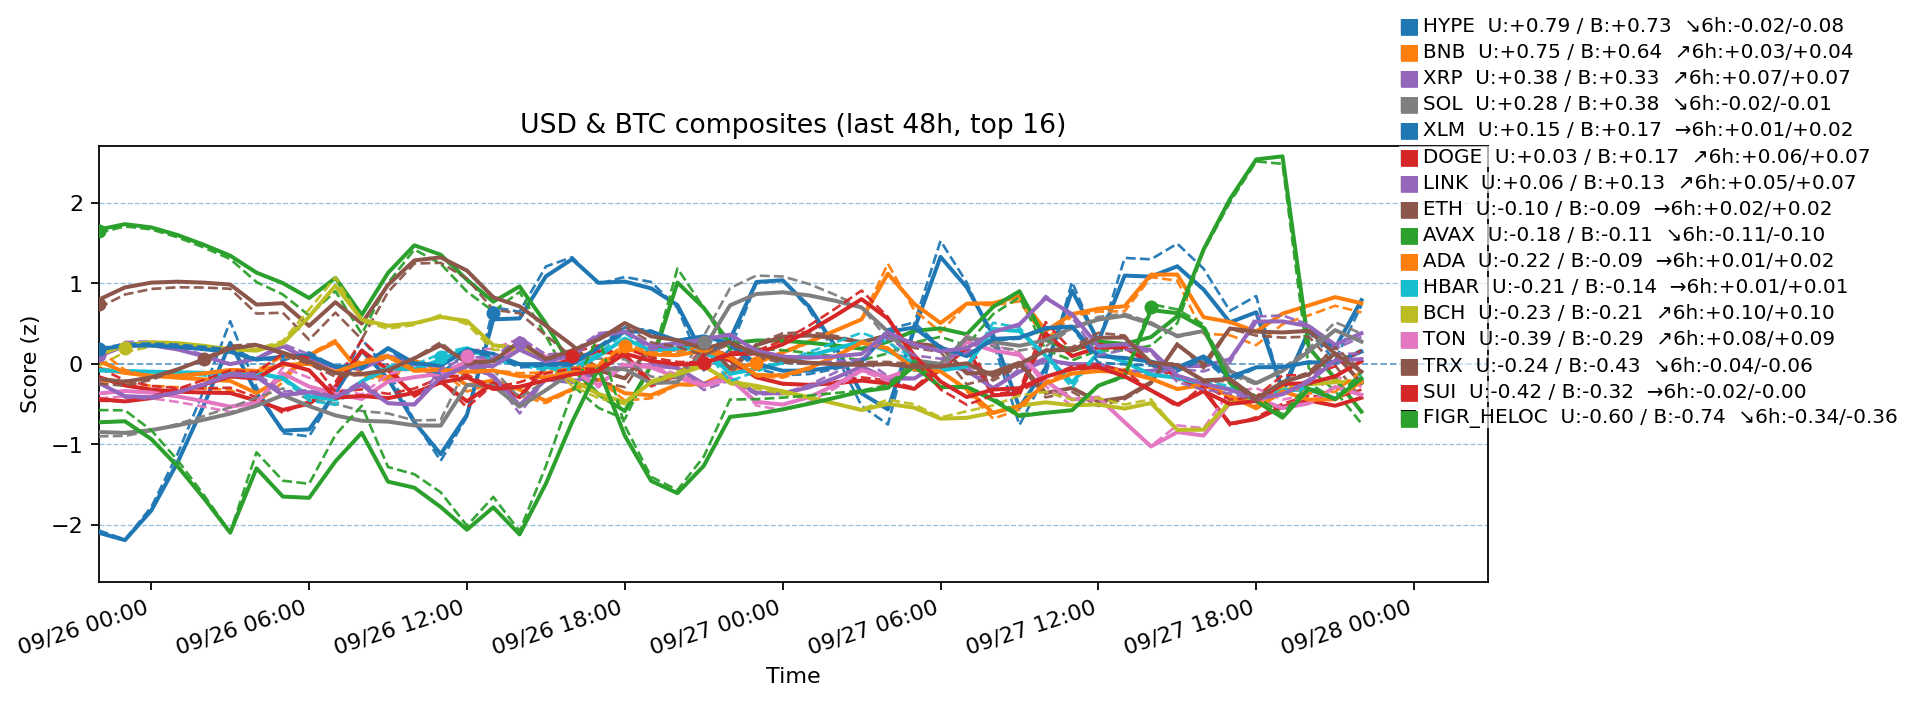 HYPE U:+0.79 / B:+0.73 ↘6h:-0.02/-0.08
BNB U:+0.75 / B:+0.64 ↗6h:+0.03/+0.04
XRP U:+0.38 / B:+0.33 ↗6h:+0.07/+0.07
SOL U:+0.28 / B:+0.38 ↘6h:-0.02/-0.01
XLM U:+0.15 / B:+0.17 →6h:+0.01/+0.02
DOGE U:+0.03 / B:+0.17 ↗6h:+0.06/+0.07
LINK U:+0.06 / B:+0.13 ↗6h:+0.05/+0.07
ETH U:-0.10 / B:-0.09 →6h:+0.02/+0.02
AVAX U:-0.18 / B:-0.11 ↘6h:-0.11/-0.10
ADA U:-0.22 / B:-0.09 →6h:+0.01/+0.02
HBAR U:-0.21 / B:-0.14 →6h:+0.01/+0.01
BCH U:-0.23 / B:-0.21 ↗6h:+0.10/+0.10
TON U:-0.39 / B:-0.29 ↗6h:+0.08/+0.09
TRX U:-0.24 / B:-0.43 ↘6h:-0.04/-0.06
SUI U:-0.42 / B:-0.32 →6h:-0.02/-0.00
FIGR_HELOC U:-0.60 / B:-0.74 ↘6h:-0.34/-0.36
USD & BTC composites (last 48h, top 16)
Score (z)
2
1
0
−1
−2
09/26 00:00
09/26 06:00
09/26 12:00
09/26 18:00
09/27 00:00
09/27 06:00
09/27 12:00
09/27 18:00
09/28 00:00
Time